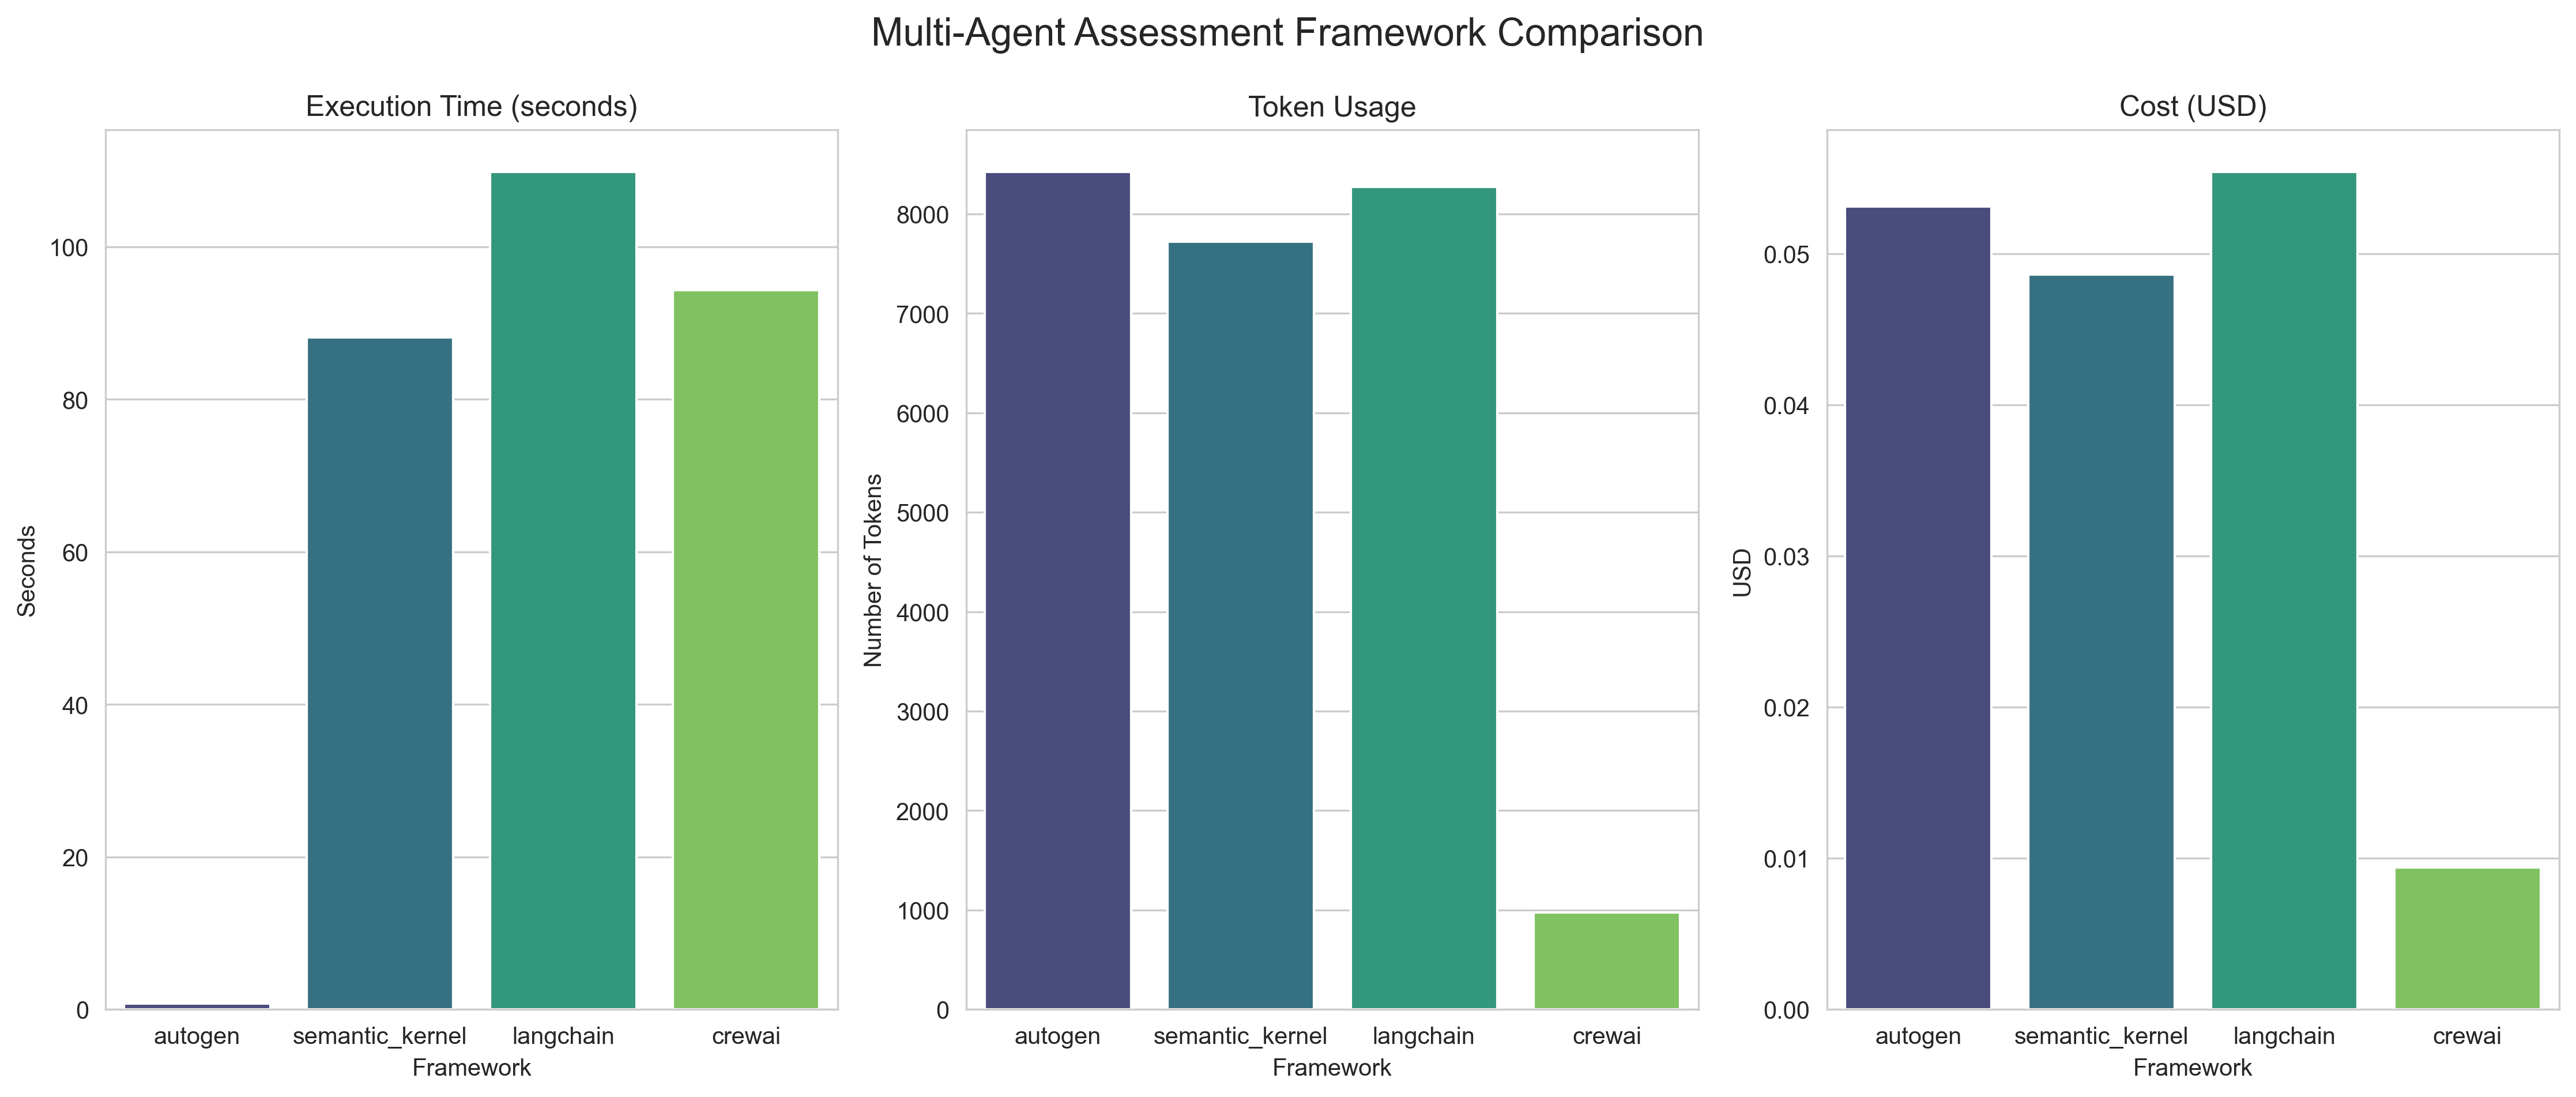 Multi-Agent Assessment Framework Comparison
Execution Time (seconds)
Seconds
100
80
60
40
20
0
autogen semantic_kernel langchain crewai
Framework
Token Usage
Number of Tokens
8000
7000
6000
5000
4000
3000
2000
1000
0
autogen semantic_kernel langchain crewai
Framework
Cost (USD)
USD
0.05
0.04
0.03
0.02
0.01
0.00
autogen semantic_kernel langchain crewai
Framework